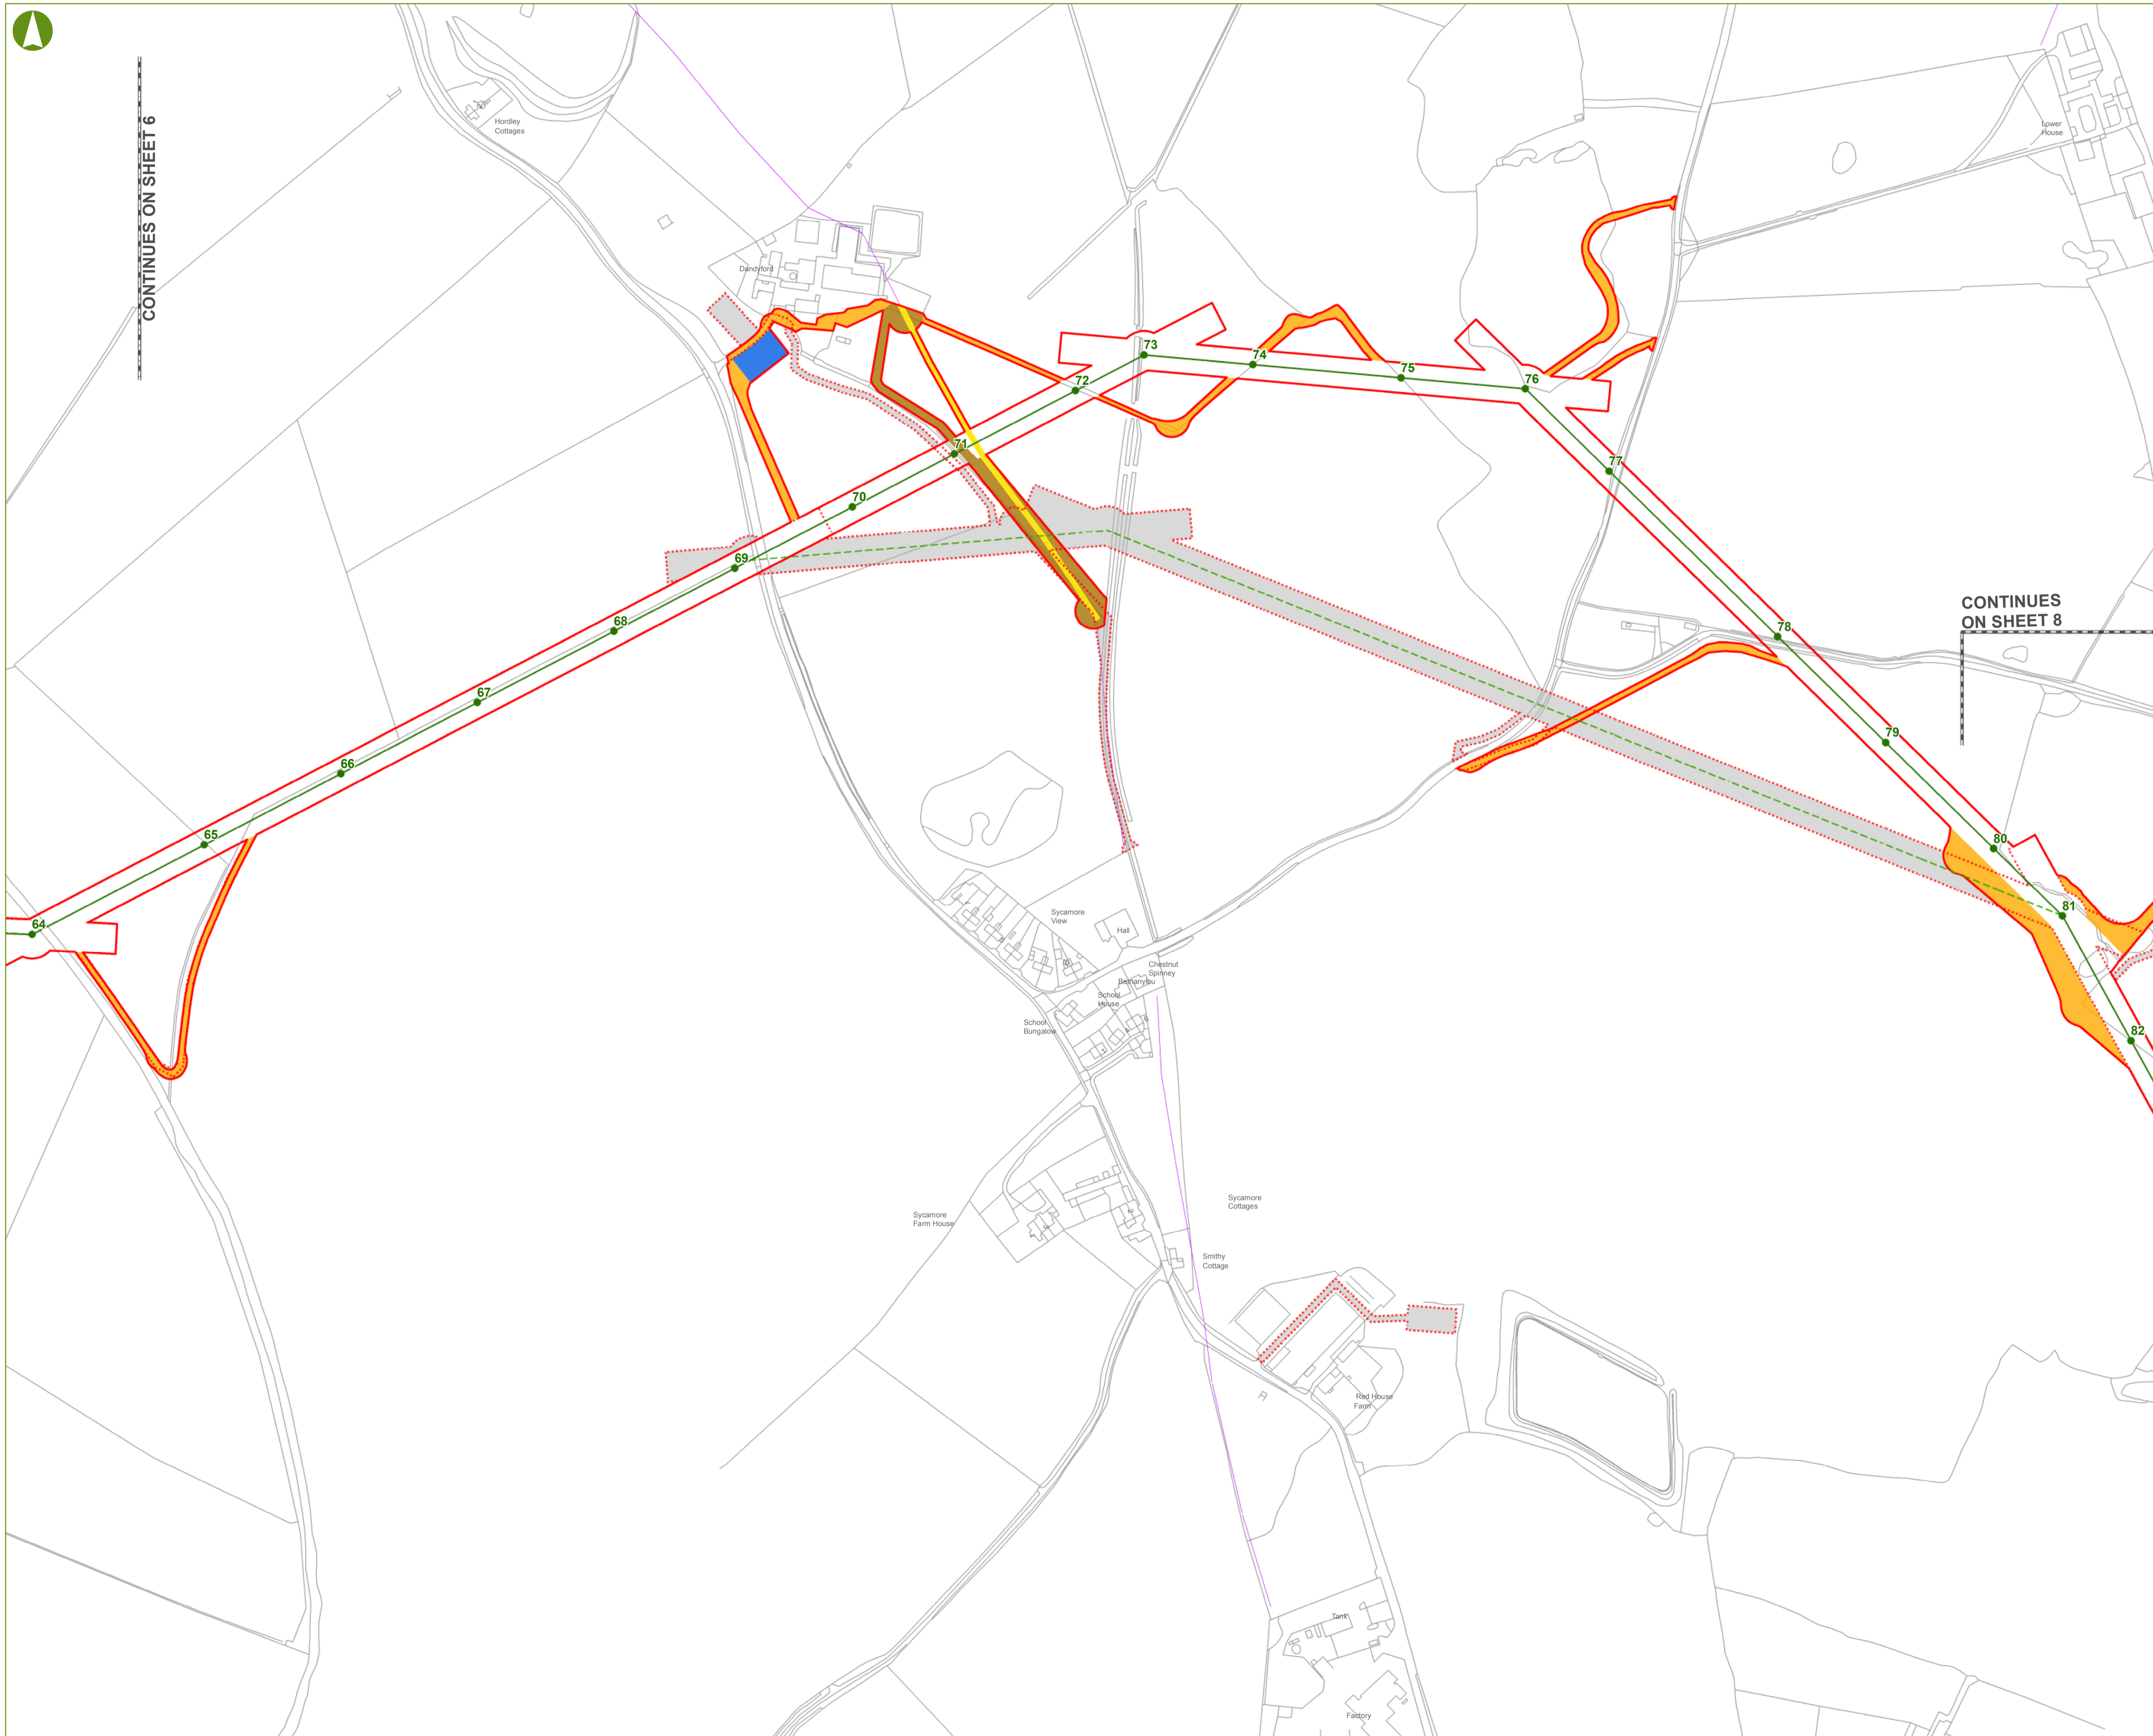 CONTINUES ON SHEET 6
Hordley
Cottages
Lower
House
Dandyford
73
74
75
76
72
71
77
70
69
68
67
66
65
64
CONTINUES
ON SHEET 8
78
79
80
81
82
Sycamore
View
Hall
Chestnut
Spinney
Bethanylou
School
House
School
Bungalow
Sycamore
Farm House
Sycamore
Cottages
Smithy
Cottage
Red House
Farm
Tank
Factory